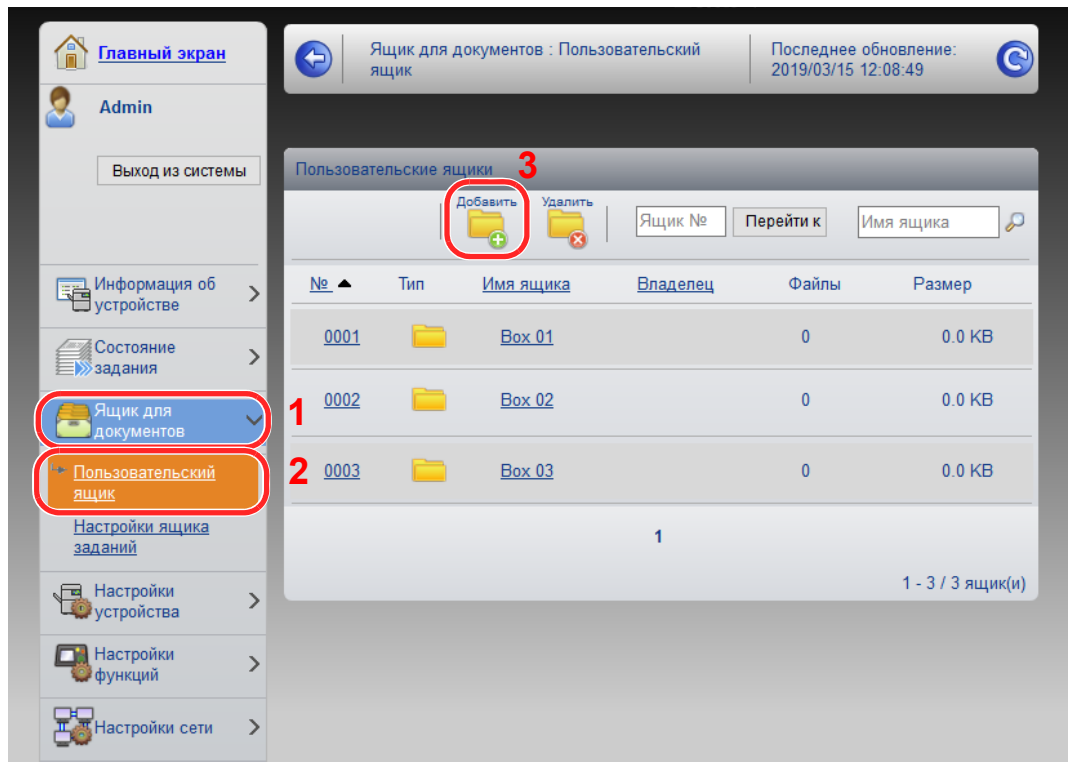 Главный экран
Admin
Выход из системы
Информация об
устройстве
Состояние
задания
Ящик для
документов
1
Пользовательский
ящик
2
Настройки ящика
заданий
Настройки
устройства
Настройки
функций
Настройки сети
Ящик для документов : Пользовательский
ящик
Последнее обновление:
2019/03/15 12:08:49
Пользовательские ящики
3
Добавить Удалить
Ящик № Перейти к Имя ящика
№ Тип Имя ящика Владелец Файлы Размер
0001 Box 01 0 0.0 KB
0002 Box 02 0 0.0 KB
0003 Box 03 0 0.0 KB
1
1 - 3 / 3 ящик(и)